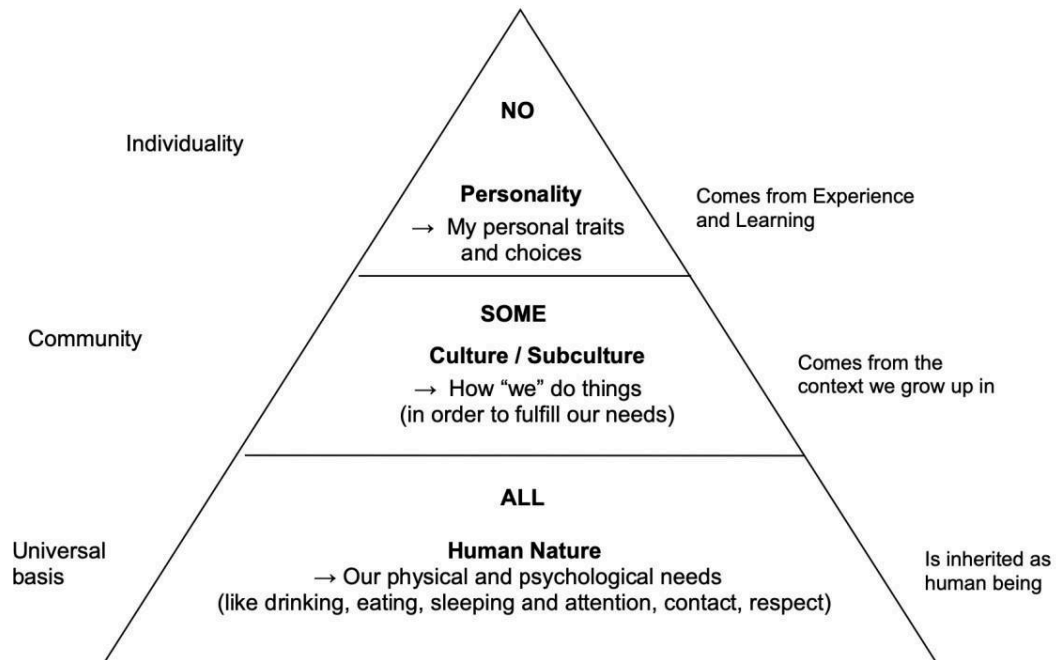 NO
Individuality
Personality
→ My personal traits
and choices
Comes from Experience
and Learning
SOME
Community
Culture / Subculture
→ How “we” do things
(in order to fulfill our needs)
Comes from the
context we grow up in
ALL
Universal
basis
Human Nature
→ Our physical and psychological needs
(like drinking, eating, sleeping and attention, contact, respect)
Is inherited as
human being